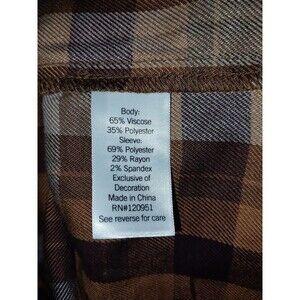 Body:
65% Viscose
35% Polyester
Sleeve:
69% Polyester
29% Rayon
2% Spandex
Exclusive of
Decoration
Made in
China
RN#120951
See reverse for care